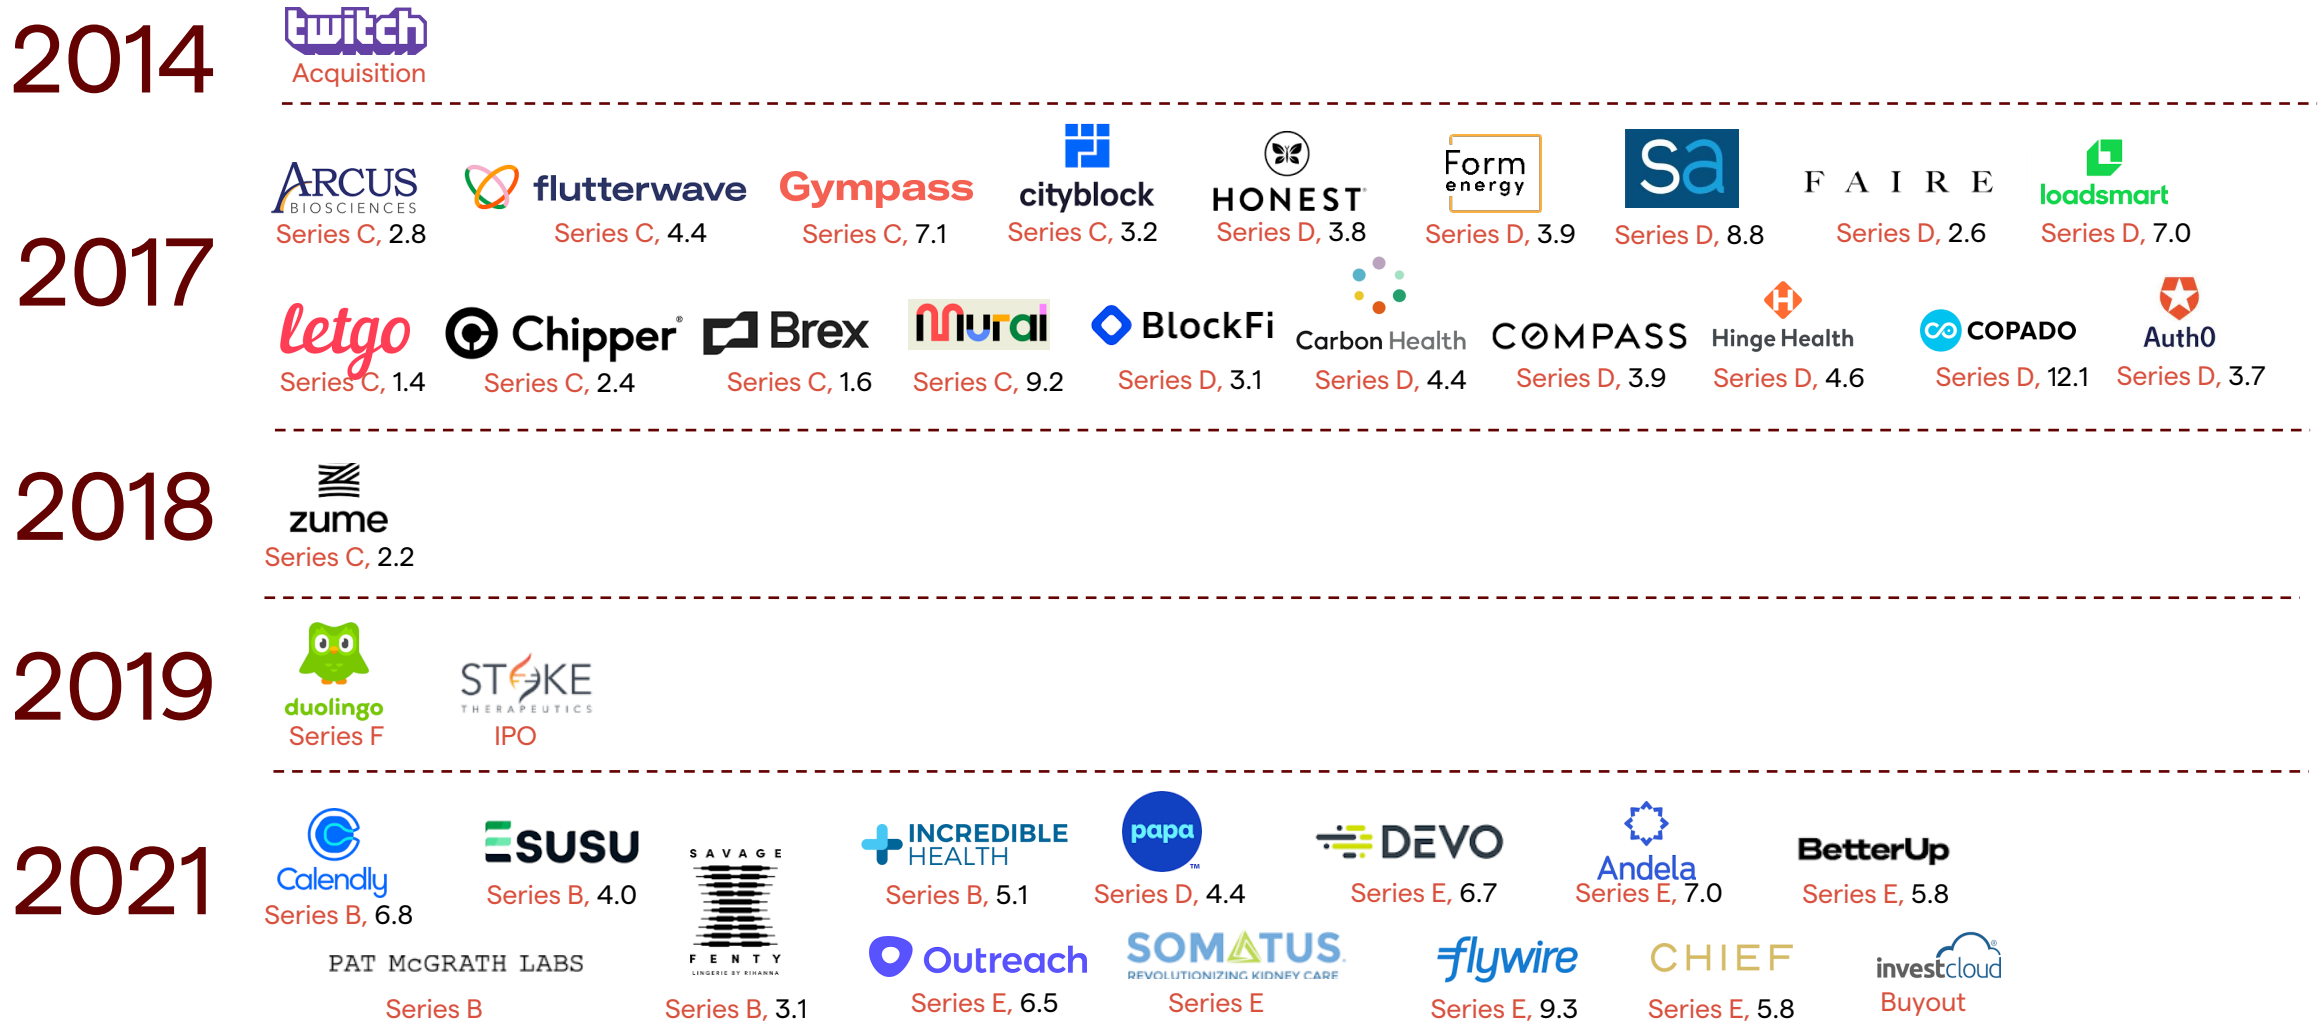 2014
twitch
Acquisition
2017
ARCUS
BIOSCIENCES
Series C, 2.8
flutterwave
Series C, 4.4
Gympass
Series C, 7.1
cityblock
Series C, 3.2
HONEST®
Series D, 3.8
Form
energy
Series D, 3.9
sa
Series D, 8.8
FAIRE
Series D, 2.6
loadsmart
Series D, 7.0
letgo
Series C, 1.4
Chipper®
Series C, 2.4
Brex
Series C, 1.6
Mural
Series C, 9.2
BlockFi
Series D, 3.1
Carbon Health
Series D, 4.4
COMPASS
Series D, 3.9
Hinge Health
Series D, 4.6
COPADO
Series D, 12.1
Auth0
Series D, 3.7
2018
zume
Series C, 2.2
2019
duolingo
Series F
STOKE
THERAPEUTICS
IPO
2021
Calendly
Series B, 6.8
ESUSU
Series B, 4.0
SAVAGE
X
FENTY
LINGERIE BY RIHANNA
Series B, 3.1
INCREDIBLE
HEALTH
Series B, 5.1
papa™
Series D, 4.4
DEVO
Series E, 6.7
Andela
Series E, 7.0
BetterUp
Series E, 5.8
PAT McGRATH LABS
Series B
Outreach
Series E, 6.5
SOMATUS
REVOLUTIONIZING KIDNEY CARE
Series E
flywire
Series E, 9.3
CHIEF
Series E, 5.8
investcloud®
Buyout